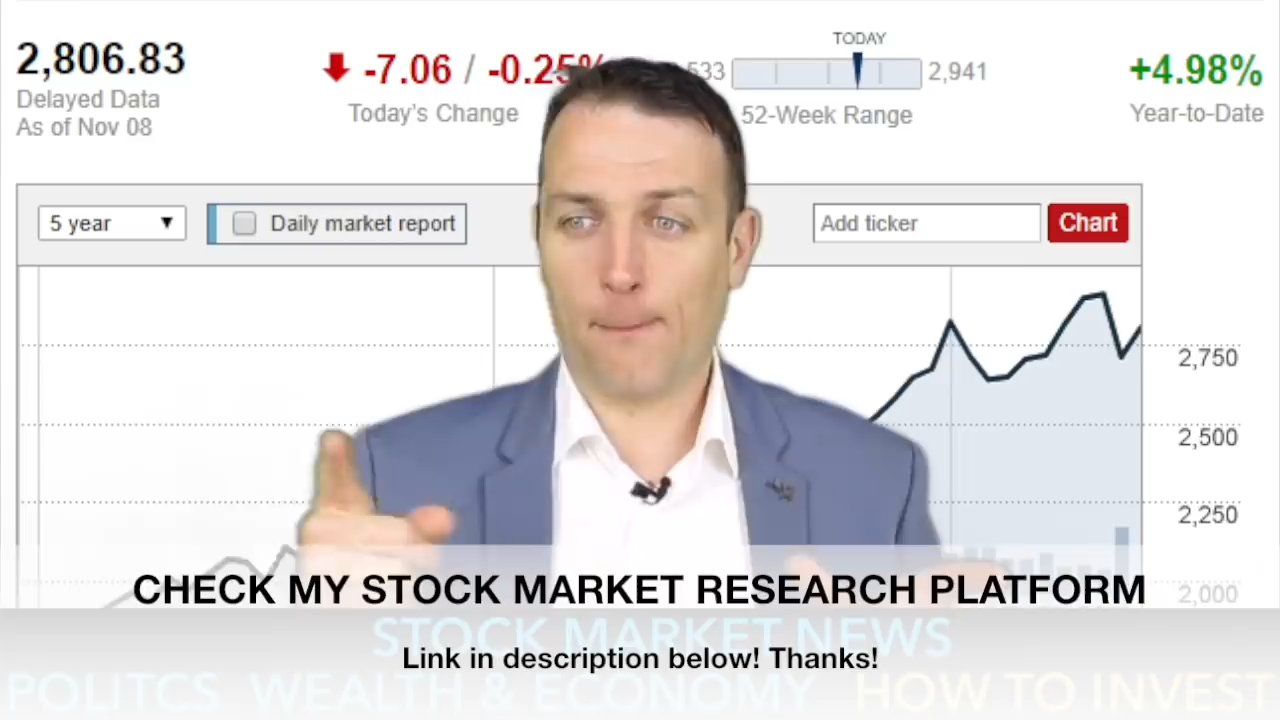 TODAY
2,806.83
-7.06 / -0.25%
533
2,941
+4.98%
Delayed Data
Today's Change
52-Week Range
Year-to-Date
As of Nov 08
5 year
Daily market report
Add ticker
Chart
2,750
2,500
2,250
2,000
CHECK MY STOCK MARKET RESEARCH PLATFORM
STOCK MARKET NEWS
Link in description below! Thanks!
POLITCS WEALTH & ECONOMY HOW TO INVEST